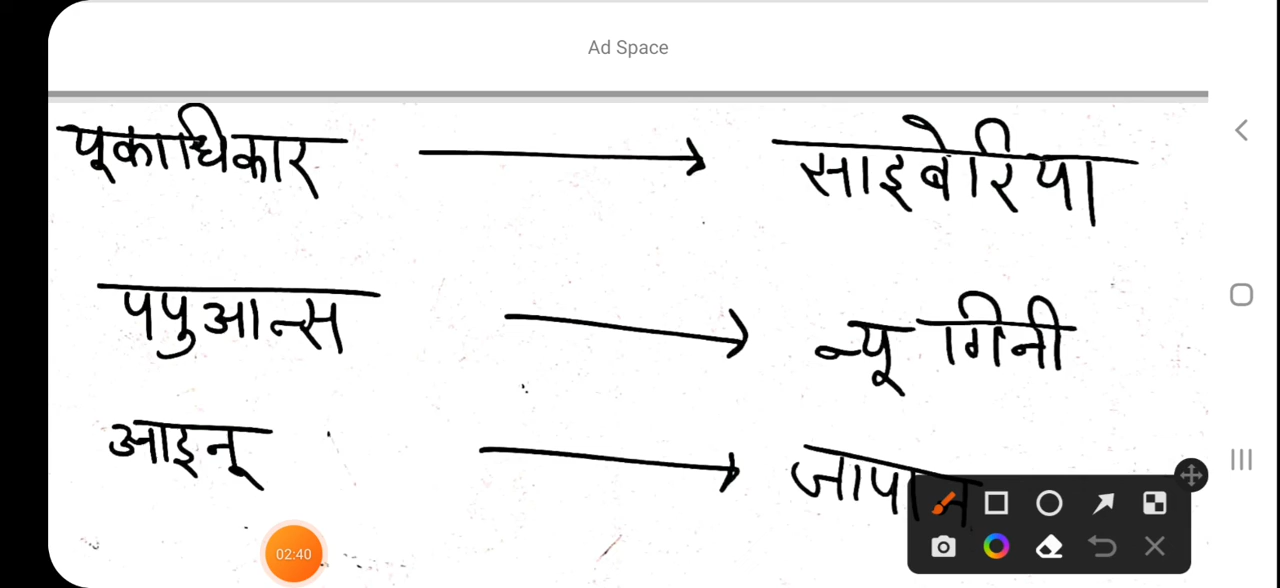 Ad Space
यूकाधिकार → साइबेरिया
पपुआन्स → न्यू गिनी
आइनू → जापान
02:40